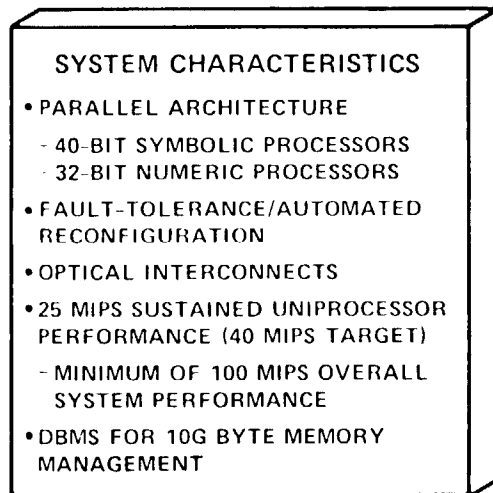 SYSTEM CHARACTERISTICS
• PARALLEL ARCHITECTURE
- 40-BIT SYMBOLIC PROCESSORS
- 32-BIT NUMERIC PROCESSORS
• FAULT-TOLERANCE/AUTOMATED
RECONFIGURATION
• OPTICAL INTERCONNECTS
• 25 MIPS SUSTAINED UNIPROCESSOR
PERFORMANCE (40 MIPS TARGET)
- MINIMUM OF 100 MIPS OVERALL
SYSTEM PERFORMANCE
• DBMS FOR 10G BYTE MEMORY
MANAGEMENT